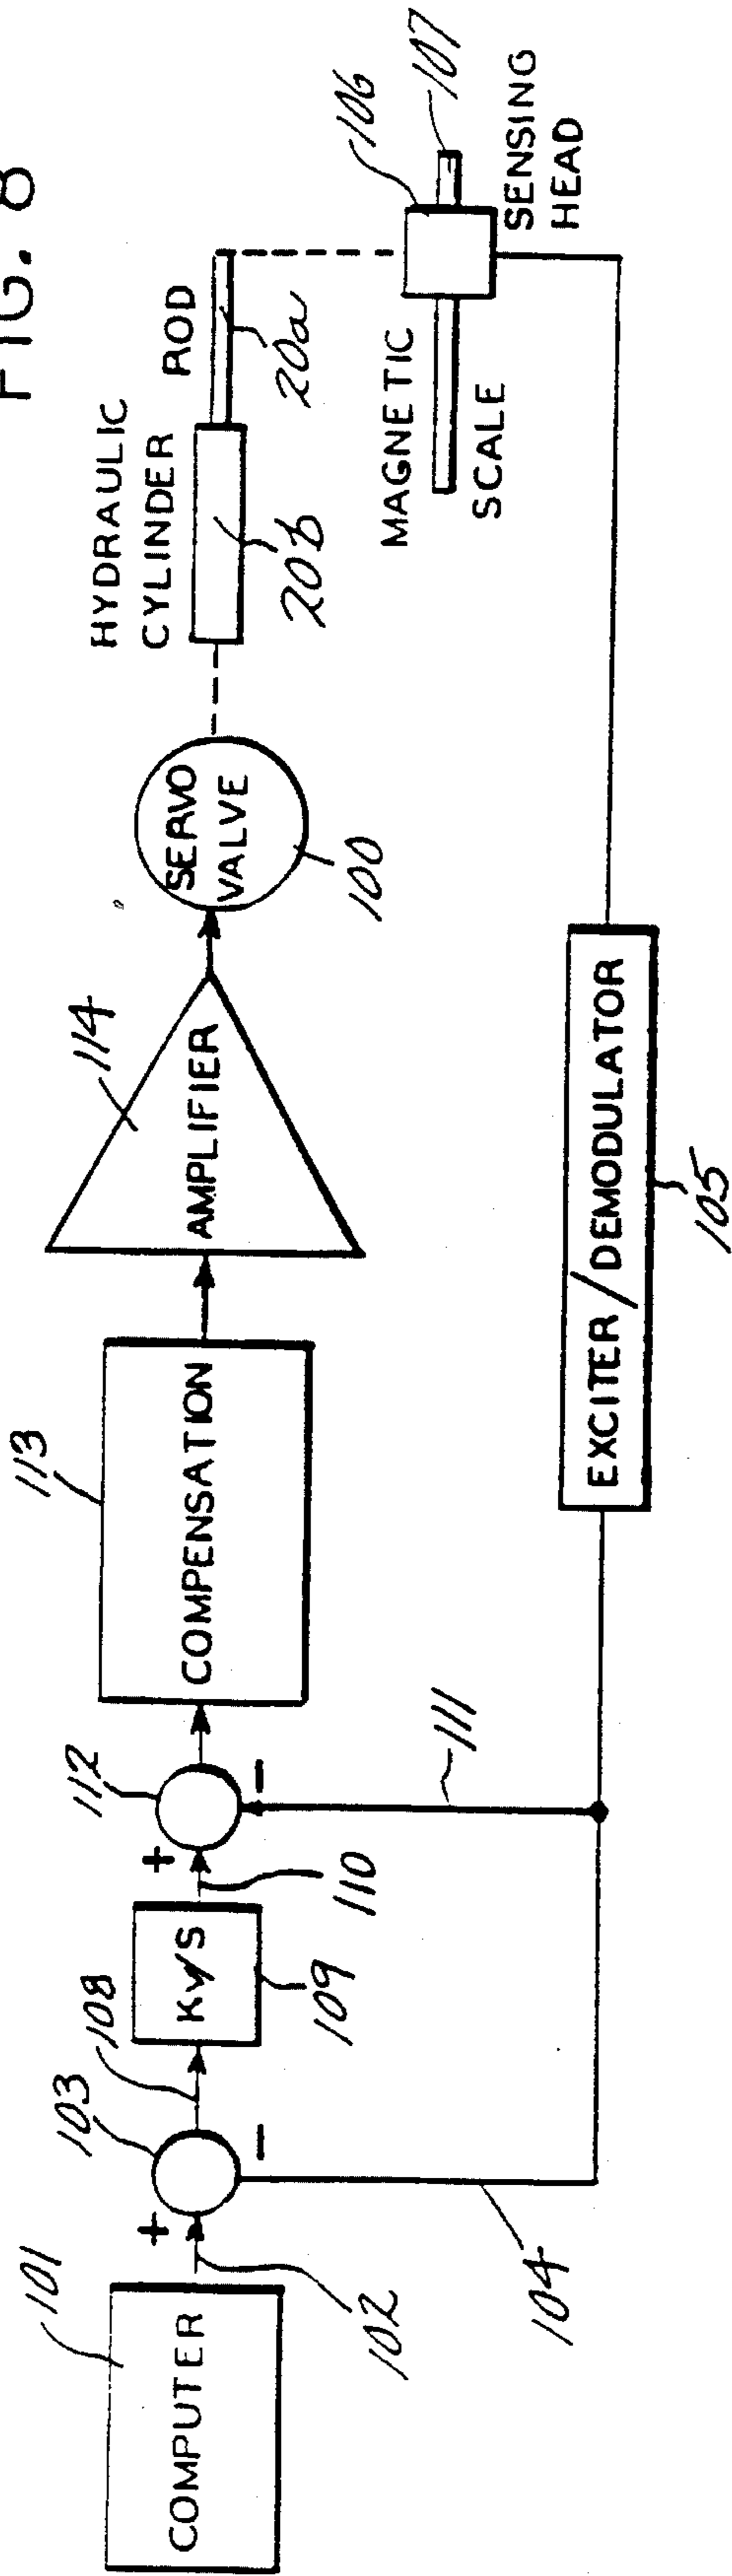 FIG. 8
COMPUTER
101
102
+
103
-
104
108
Kv/S
109
110
+
112
-
111
113
COMPENSATION
114
AMPLIFIER
SERVO
VALVE
100
HYDRAULIC
CYLINDER
20b
ROD
20a
MAGNETIC
SCALE
106
107
SENSING
HEAD
EXCITER/DEMODULATOR
105